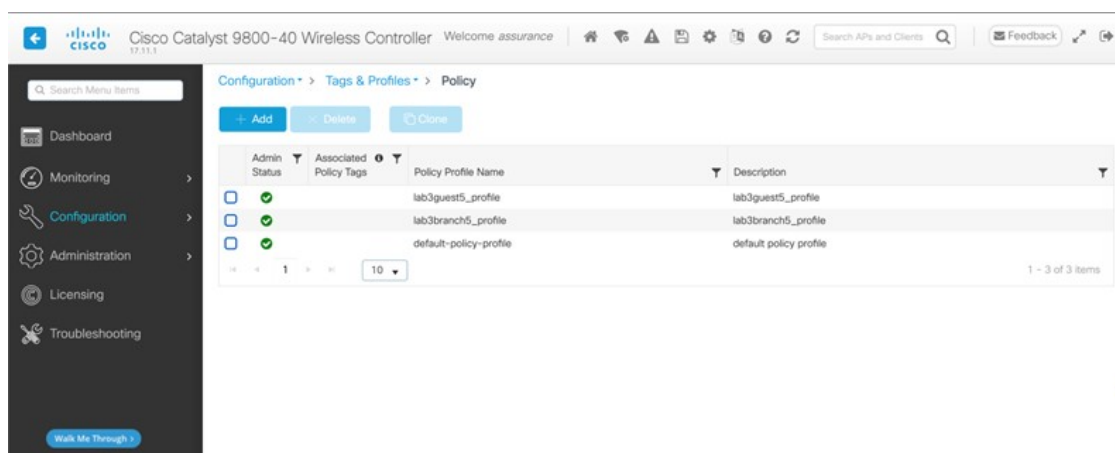 CISCO
Cisco Catalyst 9800-40 Wireless Controller
17.11.1
Welcome assurance
Search APs and Clients
Feedback
Search Menu Items
Dashboard
Monitoring
Configuration
Administration
Licensing
Troubleshooting
Walk Me Through >
Configuration > Tags & Profiles > Policy
+ Add
× Delete
Clone
Admin Status
Associated Policy Tags
Policy Profile Name
Description
lab3guest5_profile lab3guest5_profile
lab3branch5_profile lab3branch5_profile
default-policy-profile default policy profile
1 10
1 - 3 of 3 items